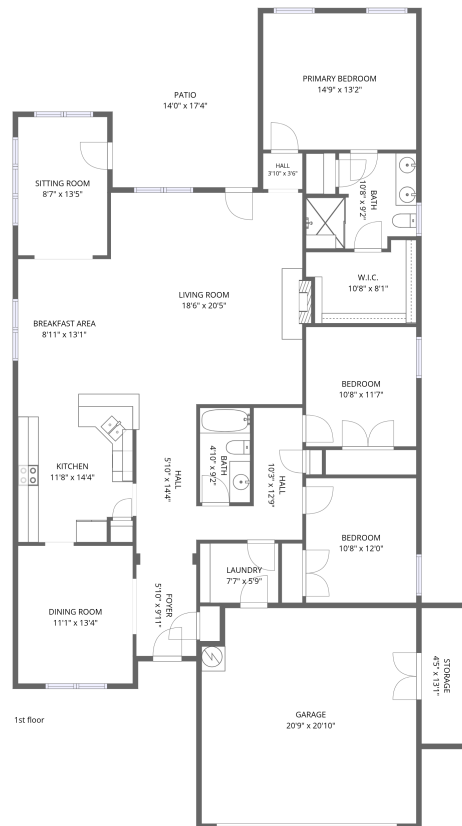 PRIMARY BEDROOM
14'9" x 13'2"
PATIO
14'0" x 17'4"
HALL
3'10" x 3'6"
SITTING ROOM
8'7" x 13'5"
BATH
10'8" x 9'2"
W.I.C.
10'8" x 8'1"
LIVING ROOM
18'6" x 20'5"
BREAKFAST AREA
8'11" x 13'1"
BEDROOM
10'8" x 11'7"
KITCHEN
11'8" x 14'4"
HALL
5'10" x 14'4"
BATH
4'10" x 9'2"
HALL
10'3" x 12'9"
BEDROOM
10'8" x 12'0"
LAUNDRY
7'7" x 5'9"
DINING ROOM
11'1" x 13'4"
FOYER
5'10" x 9'11"
STORAGE
4'5" x 13'1"
GARAGE
20'9" x 20'10"
1st floor